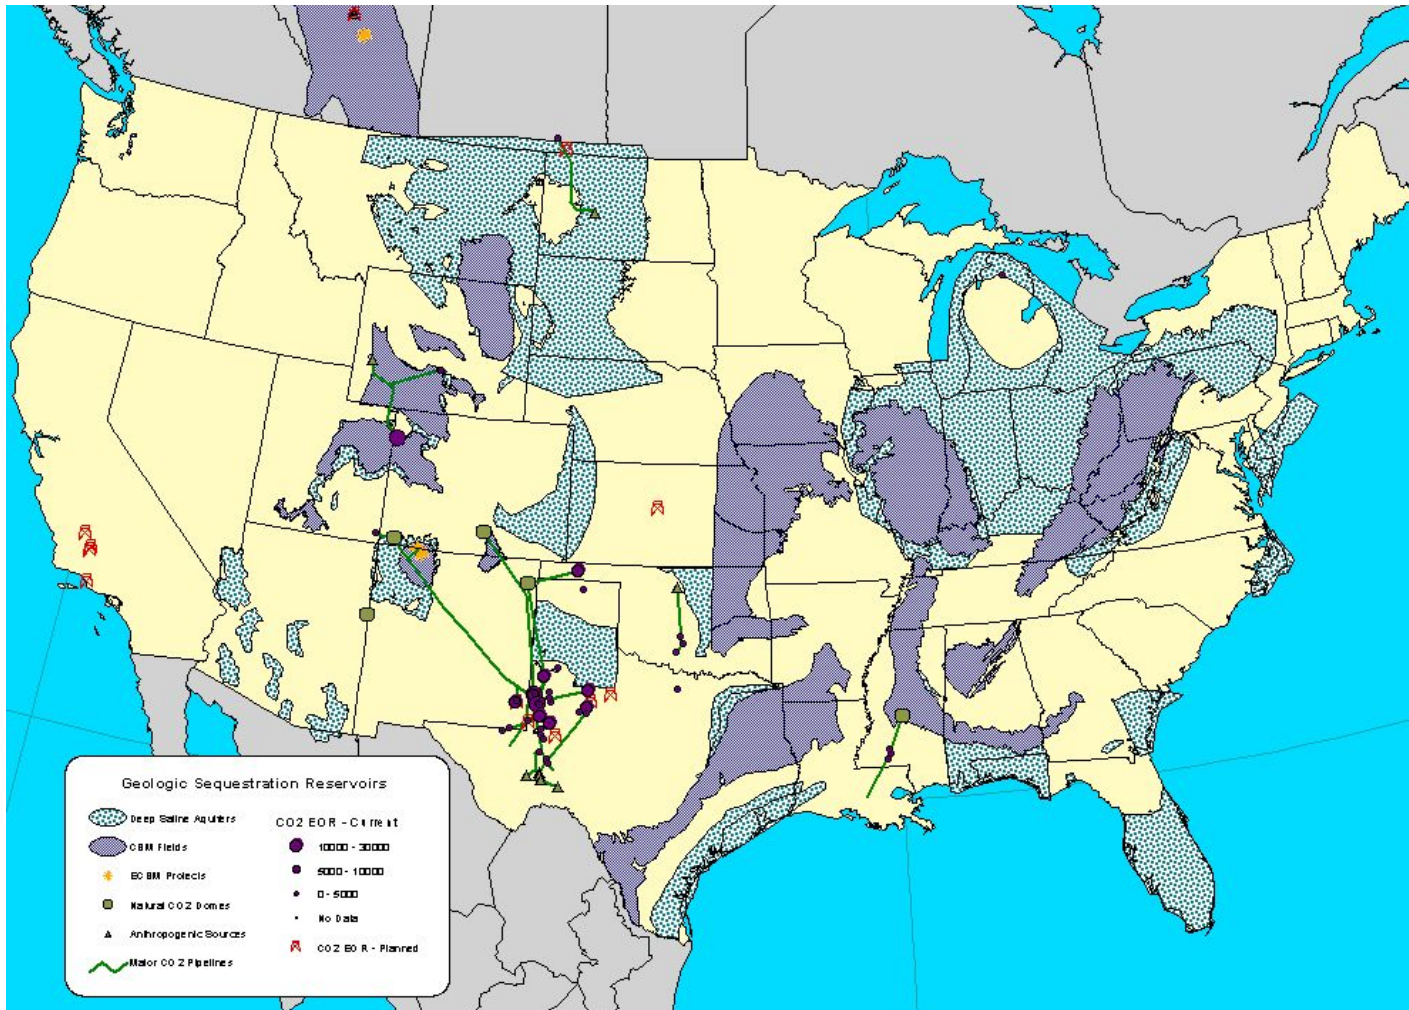 Geologic Sequestration Reservoirs
Deep Saline Aquifers
CBM Fields
ECBM Projects
Natural CO2 Domes
Anthropogenic Sources
Major CO2 Pipelines
CO2 EOR - Current
10000 - 30000
5000 - 10000
0 - 5000
No Data
CO2 EOR - Planned